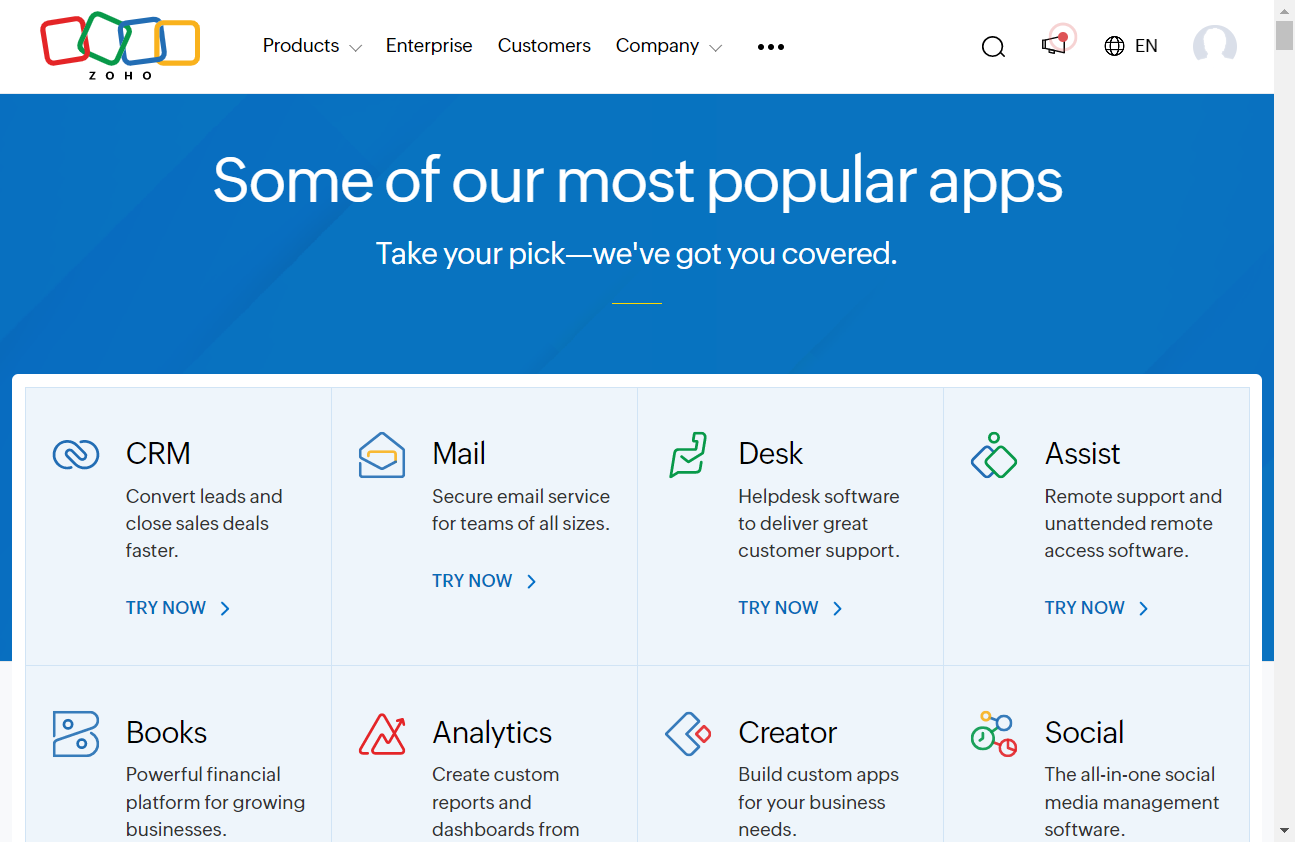 ZOHO
Products
Enterprise
Customers
Company
EN
Some of our most popular apps
Take your pick—we've got you covered.
CRM
Convert leads and
close sales deals
faster.
TRY NOW
Mail
Secure email service
for teams of all sizes.
TRY NOW
Desk
Helpdesk software
to deliver great
customer support.
TRY NOW
Assist
Remote support and
unattended remote
access software.
TRY NOW
Books
Powerful financial
platform for growing
businesses.
Analytics
Create custom
reports and
dashboards from
Creator
Build custom apps
for your business
needs.
Social
The all-in-one social
media management
software.